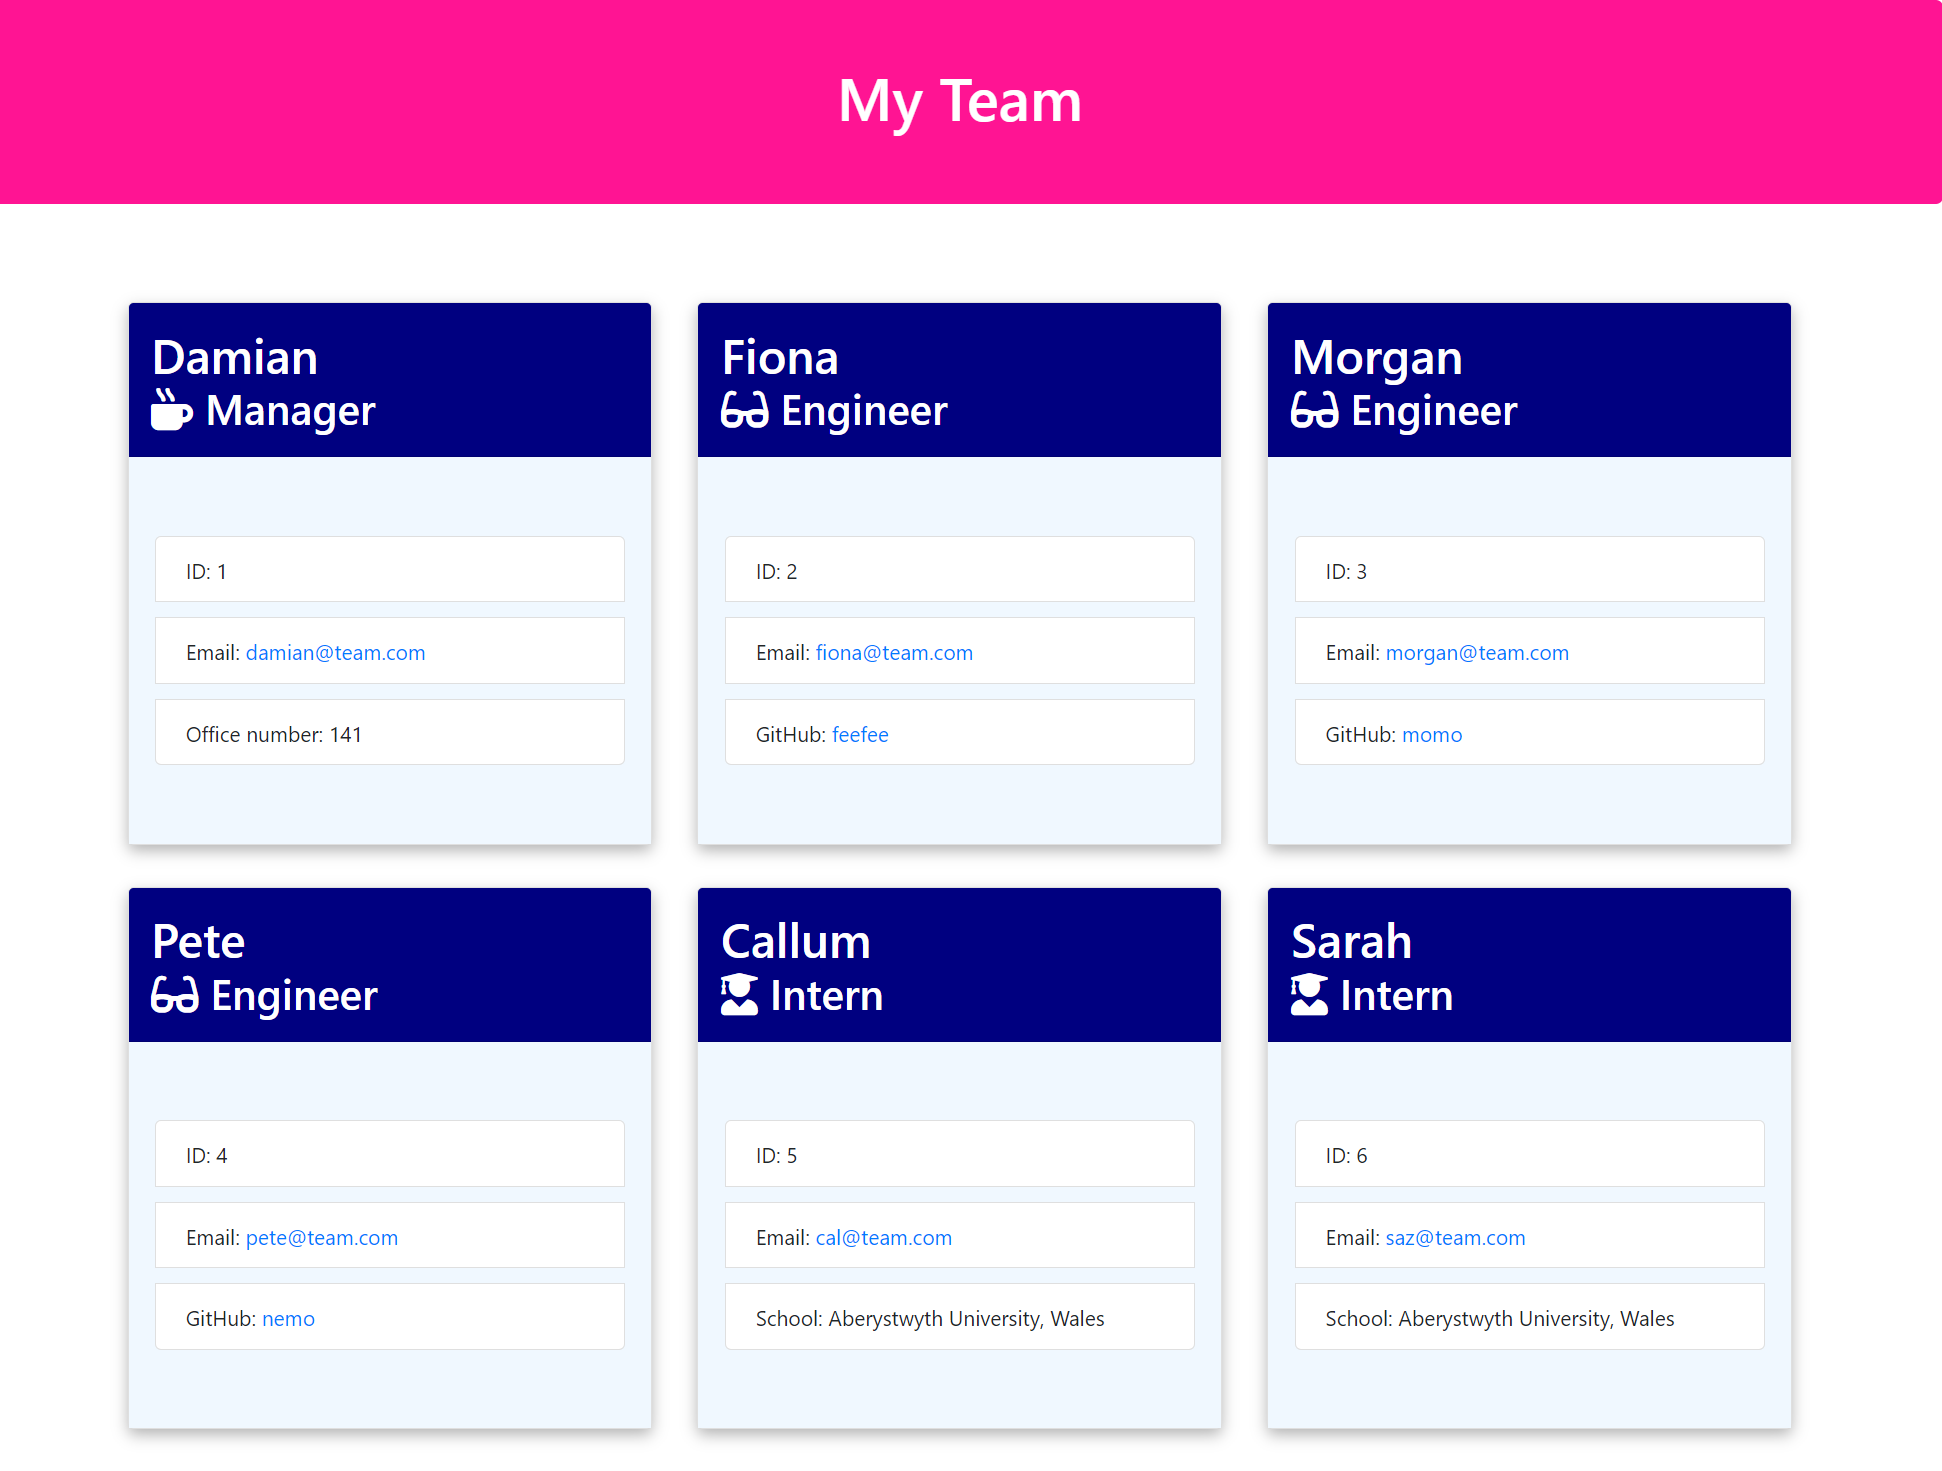 My Team
Damian
Manager
ID: 1
Email: damian@team.com
Office number: 141
Fiona
Engineer
ID: 2
Email: fiona@team.com
GitHub: feefee
Morgan
Engineer
ID: 3
Email: morgan@team.com
GitHub: momo
Pete
Engineer
ID: 4
Email: pete@team.com
GitHub: nemo
Callum
Intern
ID: 5
Email: cal@team.com
School: Aberystwyth University, Wales
Sarah
Intern
ID: 6
Email: saz@team.com
School: Aberystwyth University, Wales